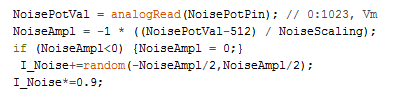 NoisePotVal = analogRead(NoisePotPin); // 0:1023, Vm
NoiseAmpl = -1 * ((NoisePotVal-512) / NoiseScaling);
if (NoiseAmpl<0) {NoiseAmpl = 0;}
I_Noise+=random(-NoiseAmpl/2,NoiseAmpl/2);
I_Noise*=0.9;